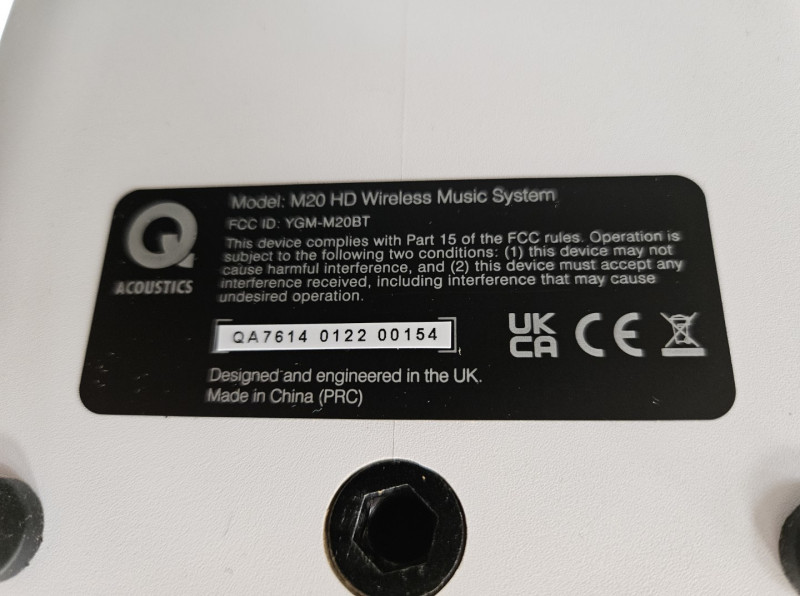 Model: M20 HD Wireless Music System
FCC ID: YGM-M20BT
This device complies with Part 15 of the FCC rules. Operation is
subject to the following two conditions: (1) this device may not
cause harmful interference, and (2) this device must accept any
interference received, including interference that may cause
undesired operation.
Q
ACOUSTICS
QA7614 0122 00154
UK
CA
CE
Designed and engineered in the UK.
Made in China (PRC)